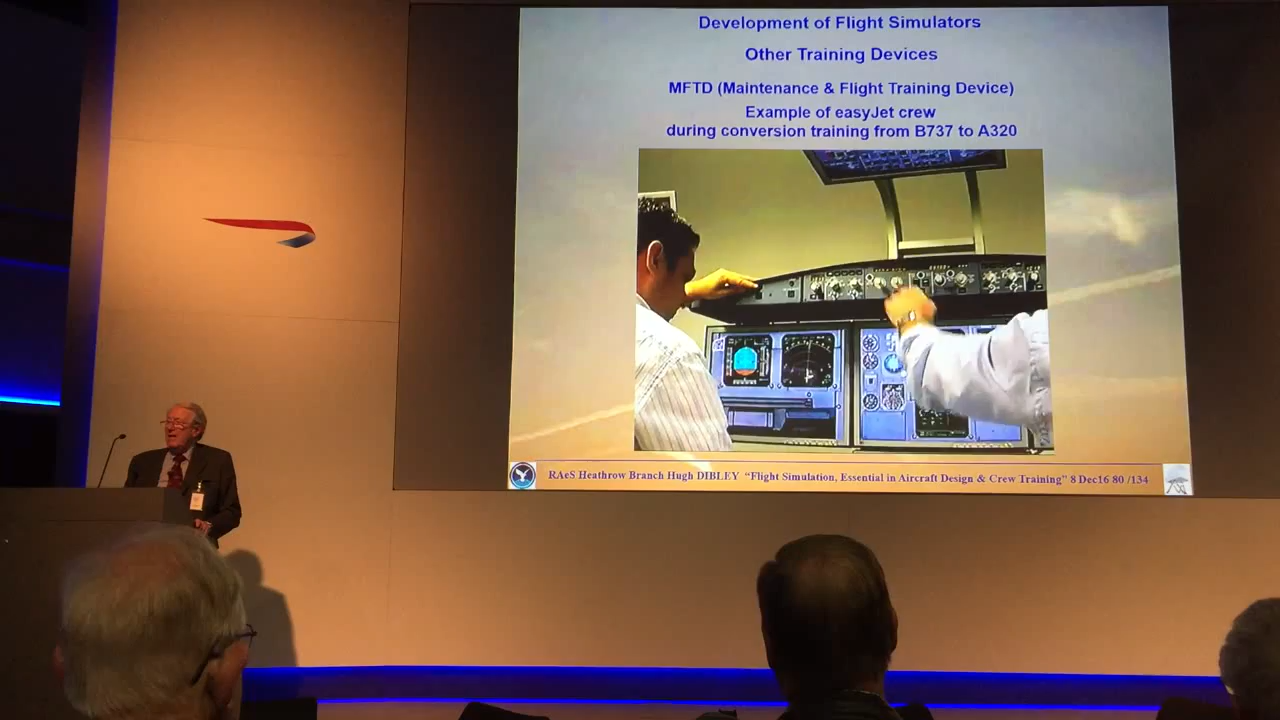 Development of Flight Simulators
Other Training Devices
MFTD (Maintenance & Flight Training Device)
Example of easyJet crew
during conversion training from B737 to A320
RAeS Heathrow Branch Hugh DIBLEY "Flight Simulation, Essential in Aircraft Design & Crew Training" 8 Dec16 80 /134